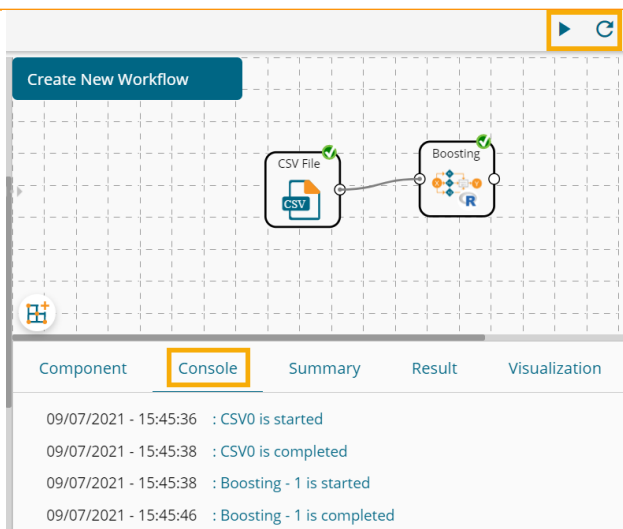 Create New Workflow
CSV File
Boosting
CSV
R
Component Console Summary Result Visualization
09/07/2021 - 15:45:36 : CSV0 is started
09/07/2021 - 15:45:38 : CSV0 is completed
09/07/2021 - 15:45:38 : Boosting - 1 is started
09/07/2021 - 15:45:46 : Boosting - 1 is completed